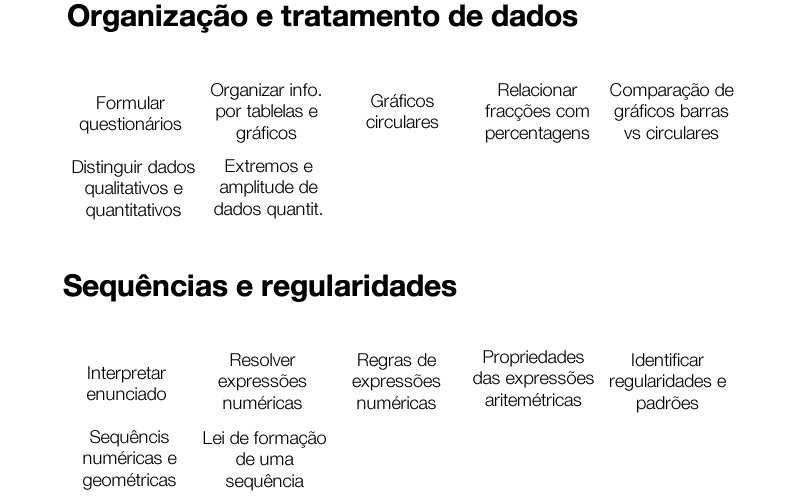 Organização e tratamento de dados
Formular
questionários
Organizar info.
por tablelas e
gráficos
Gráficos
circulares
Relacionar
fracções com
percentagens
Comparação de
gráficos barras
vs circulares
Distinguir dados
qualitativos e
quantitativos
Extremos e
amplitude de
dados quantit.
Sequências e regularidades
Interpretar
enunciado
Resolver
expressões
numéricas
Regras de
expressões
numéricas
Propriedades
das expressões
aritemétricas
Identificar
regularidades e
padrões
Sequêncis
numéricas e
geométricas
Lei de formação
de uma
sequência